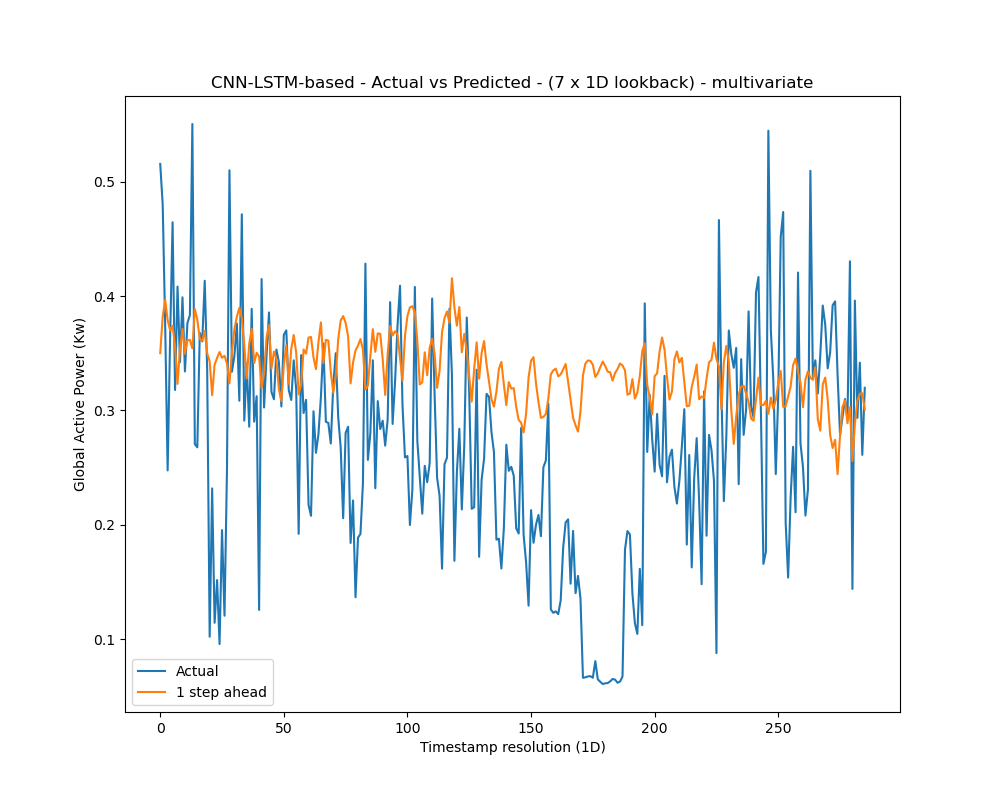 CNN-LSTM-based - Actual vs Predicted - (7 x 1D lookback) - multivariate
Global Active Power (Kw)
0.5
0.4
0.3
0.2
0.1
Actual
1 step ahead
0 50 100 150 200 250
Timestamp resolution (1D)